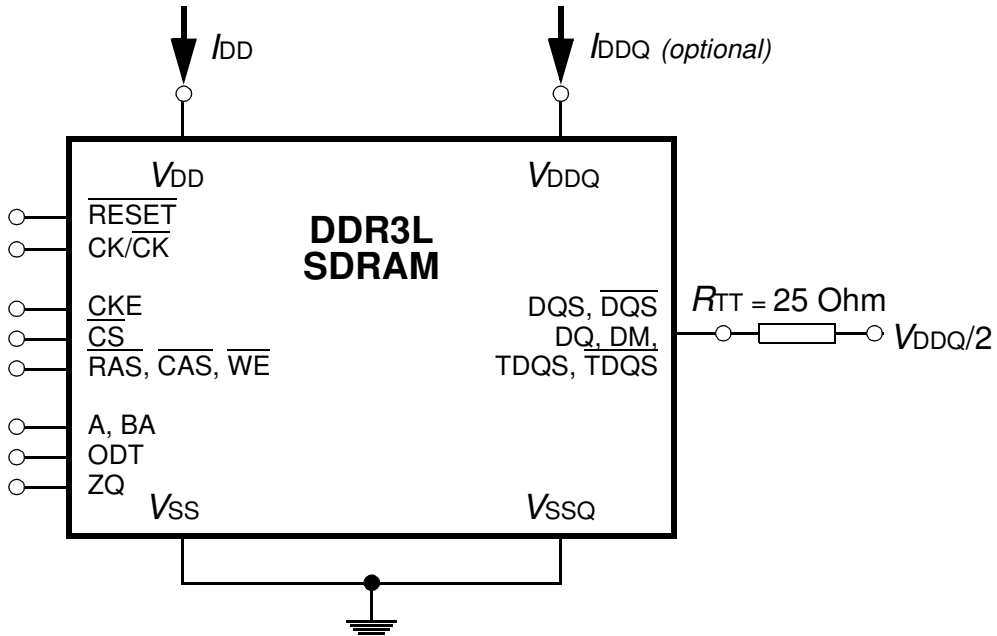 IDD
IDDQ (optional)
VDD
VDDQ
RESET
CK/CK
DDR3L
SDRAM
CKE
CS
RAS, CAS, WE
DQS, DQS
DQ, DM,
TDQS, TDQS
RTT = 25 Ohm
VDDQ/2
A, BA
ODT
ZQ
VSS
VSSQ